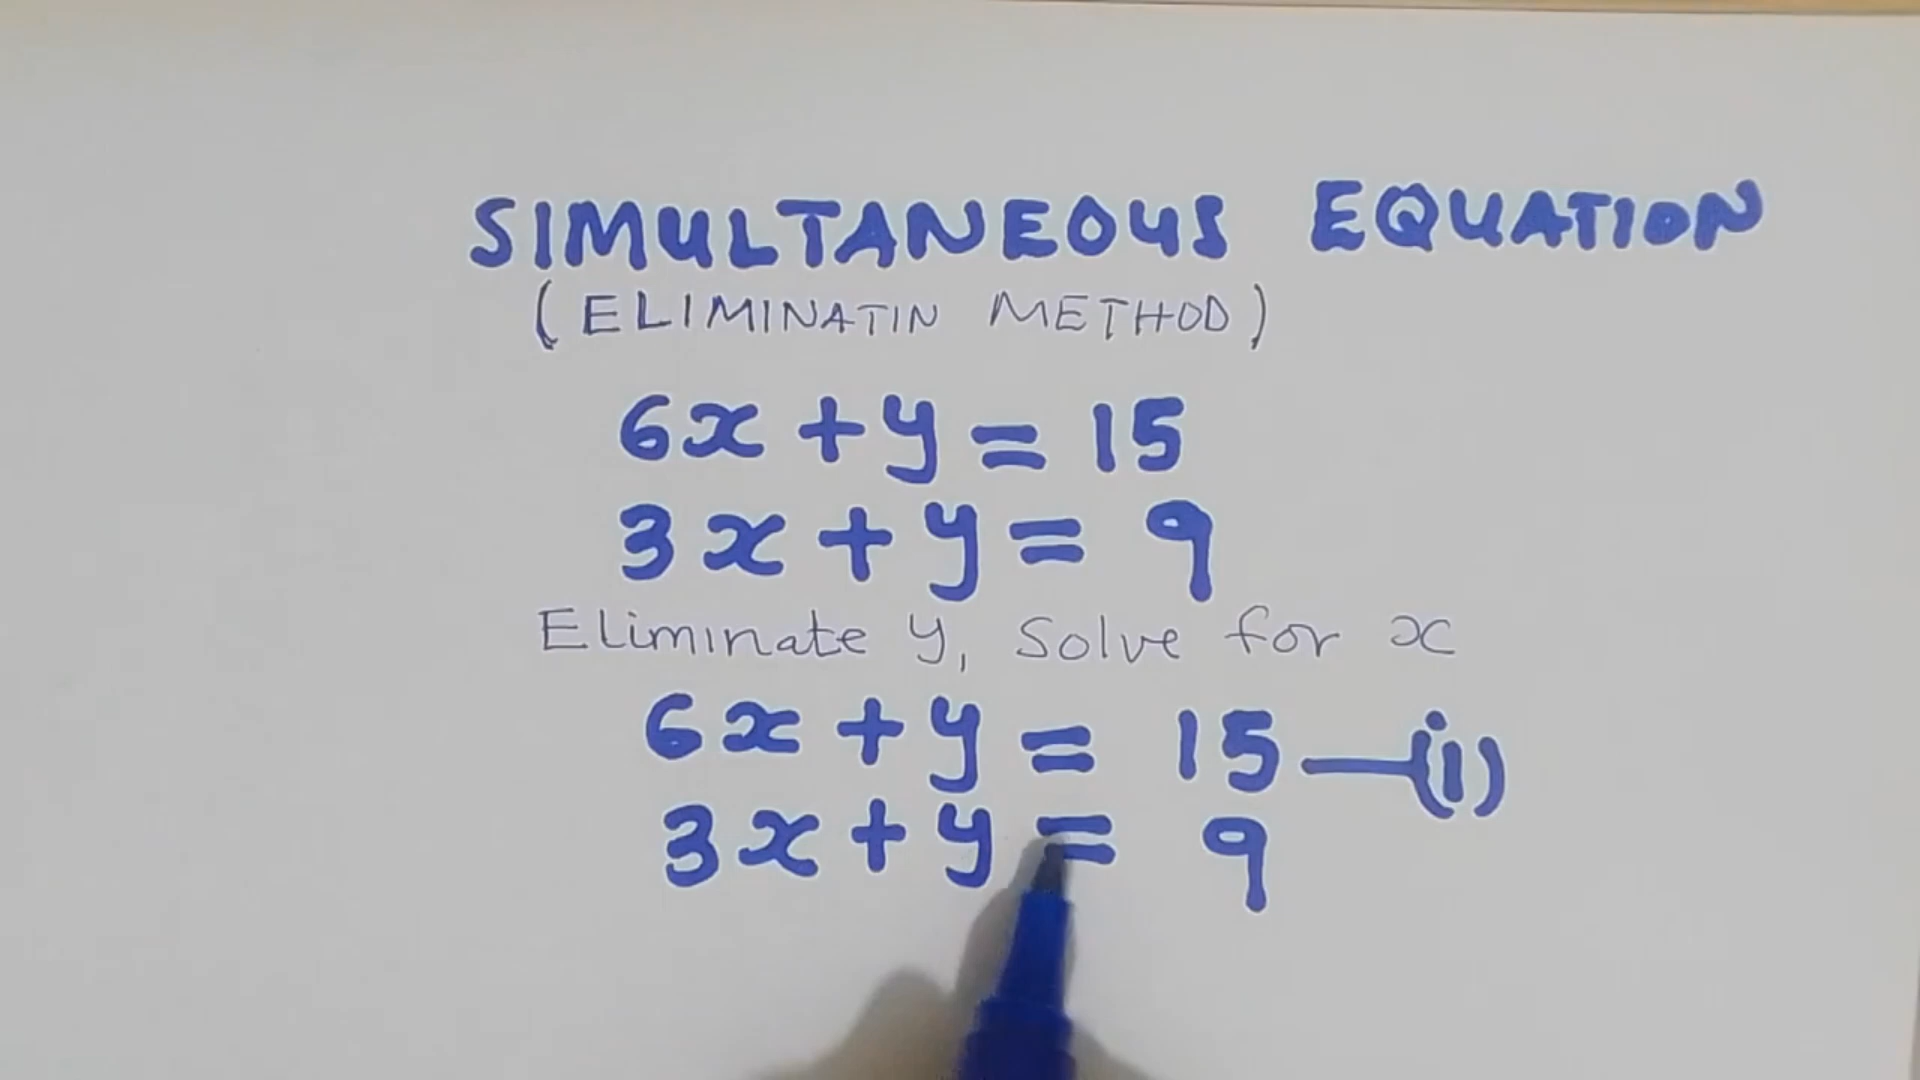 SIMULTANEOUS EQUATION
(ELIMINATIN METHOD)
6x + y = 15
3x + y = 9
Eliminate y, Solve for x
6x + y = 15 —(i)
3x + y = 9